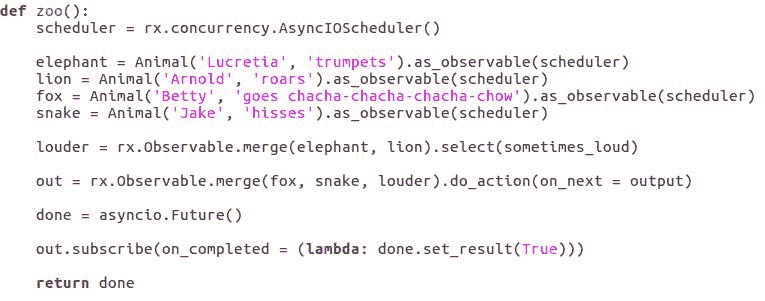 def zoo():
    scheduler = rx.concurrency.AsyncIOScheduler()
    elephant = Animal('Lucretia', 'trumpets').as_observable(scheduler)
    lion = Animal('Arnold', 'roars').as_observable(scheduler)
    fox = Animal('Betty', 'goes chacha-chacha-chacha-chow').as_observable(scheduler)
    snake = Animal('Jake', 'hisses').as_observable(scheduler)
    louder = rx.Observable.merge(elephant, lion).select(sometimes_loud)
    out = rx.Observable.merge(fox, snake, louder).do_action(on_next = output)
    done = asyncio.Future()
    out.subscribe(on_completed = (lambda: done.set_result(True)))
    return done